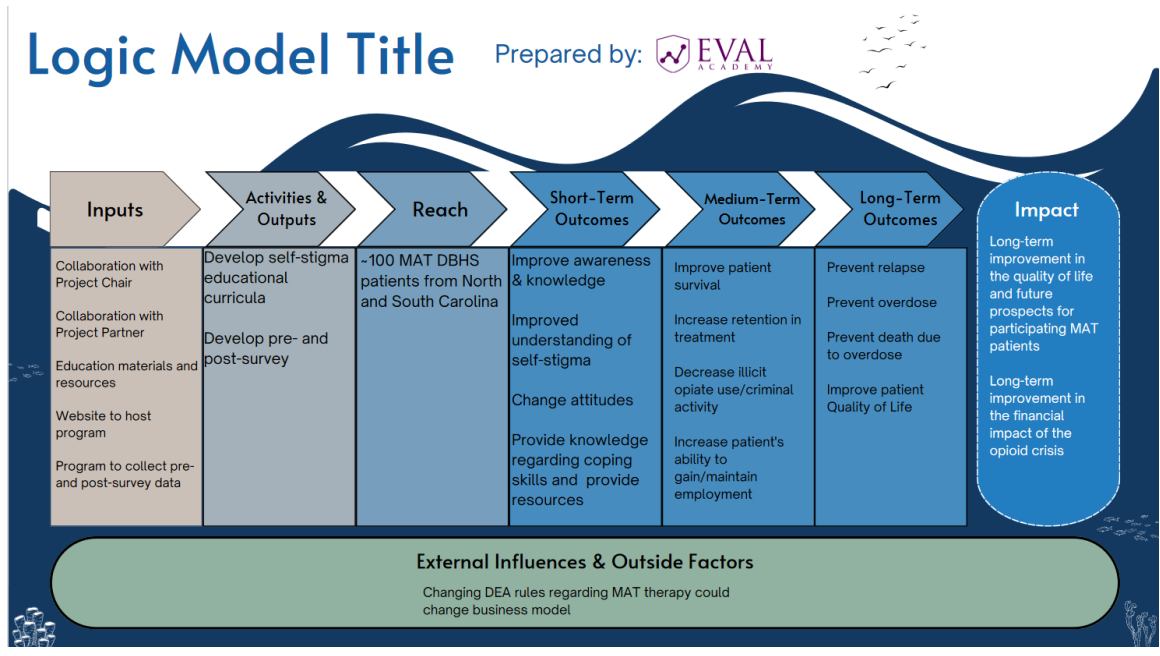 Logic Model Title
Prepared by:
EVAL
ACADEMY
Inputs
Collaboration with
Project Chair
Collaboration with
Project Partner
Education materials and
resources
Website to host
program
Program to collect pre-
and post-survey data
Activities &
Outputs
Develop self-stigma
educational
curricula
Develop pre- and
post-survey
Reach
~100 MAT DBHS
patients from North
and South Carolina
Short-Term
Outcomes
Improve awareness
& knowledge
Improved
understanding of
self-stigma
Change attitudes
Provide knowledge
regarding coping
skills and provide
resources
Medium-Term
Outcomes
Improve patient
survival
Increase retention in
treatment
Decrease illicit
opiate use/criminal
activity
Increase patient's
ability to
gain/maintain
employment
Long-Term
Outcomes
Prevent relapse
Prevent overdose
Prevent death due
to overdose
Improve patient
Quality of Life
Impact
Long-term
improvement in
the quality of life
and future
prospects for
participating MAT
patients
Long-term
improvement in
the financial
impact of the
opioid crisis
External Influences & Outside Factors
Changing DEA rules regarding MAT therapy could
change business model